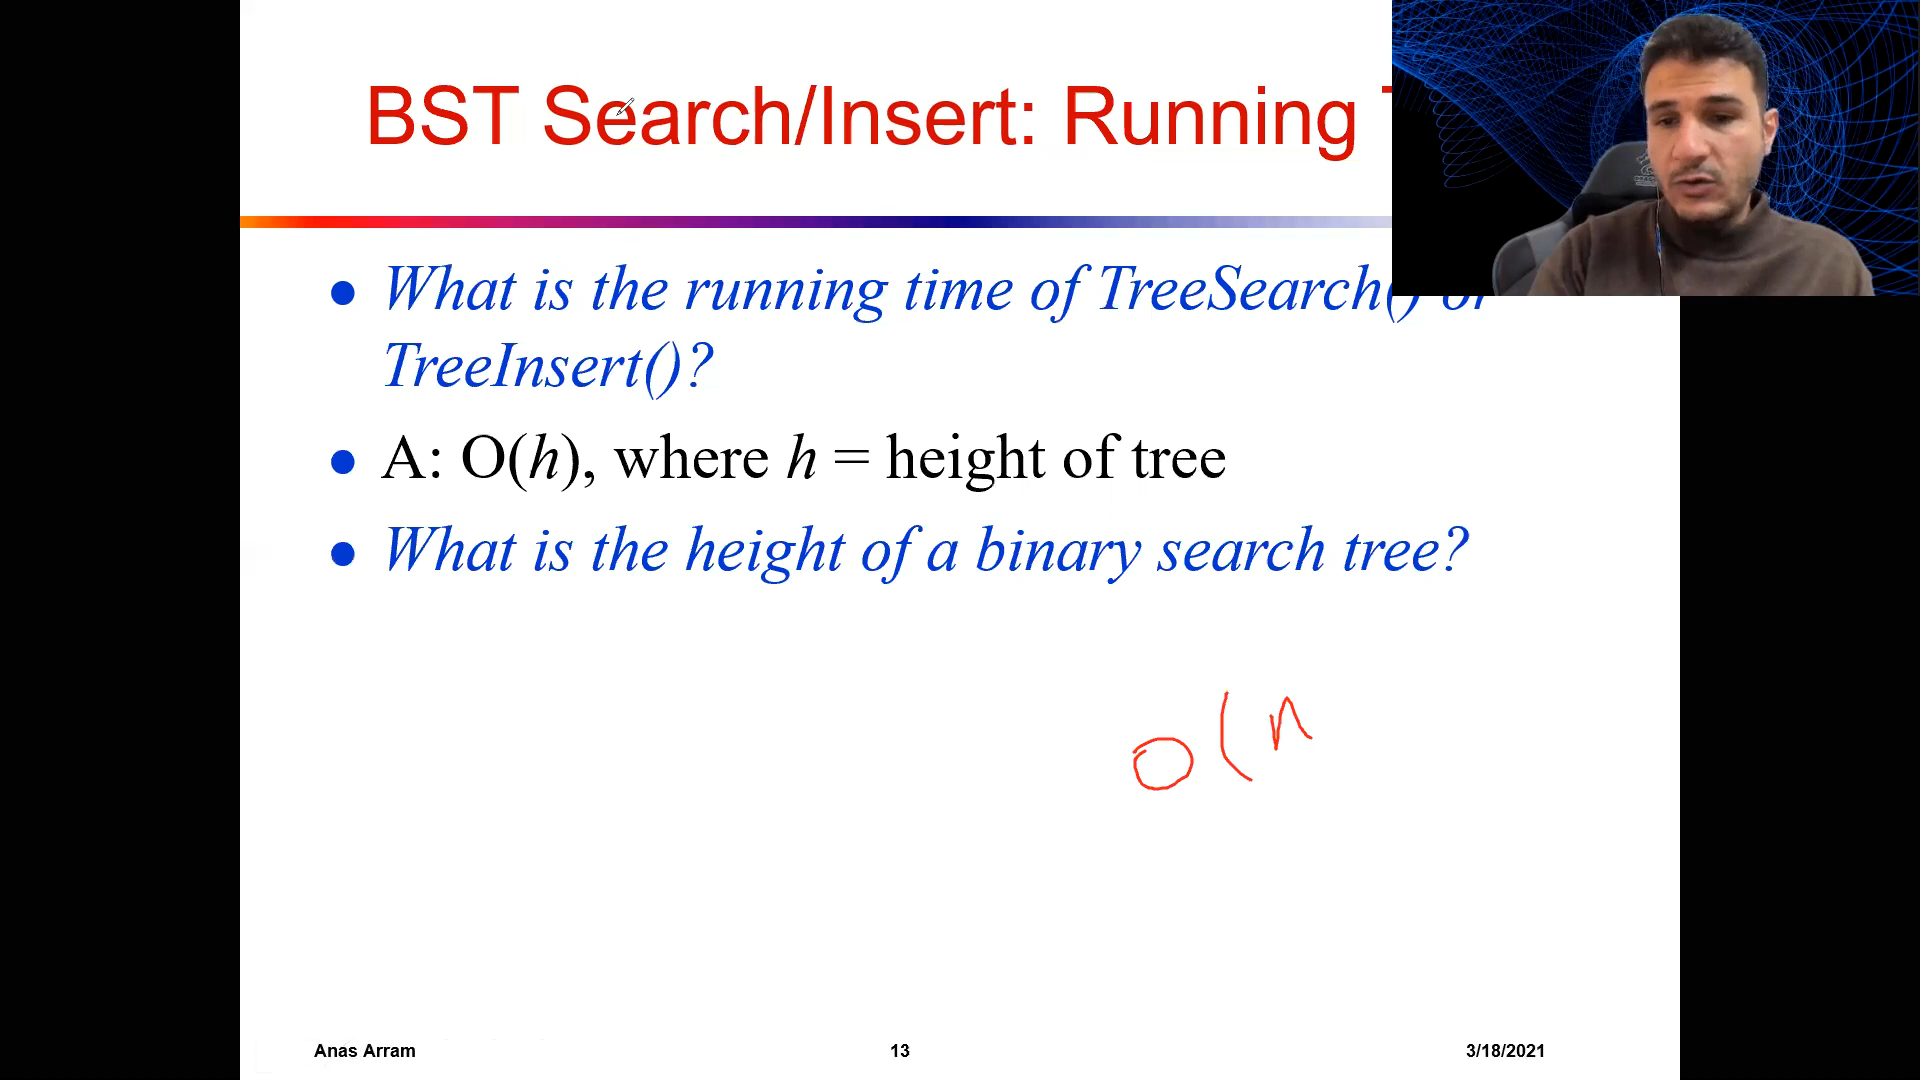 BST Search/Insert: Running
• What is the running time of TreeSearch() or
TreeInsert()?
• A: O(h), where h = height of tree
• What is the height of a binary search tree?
O(n
Anas Arram 13 3/18/2021